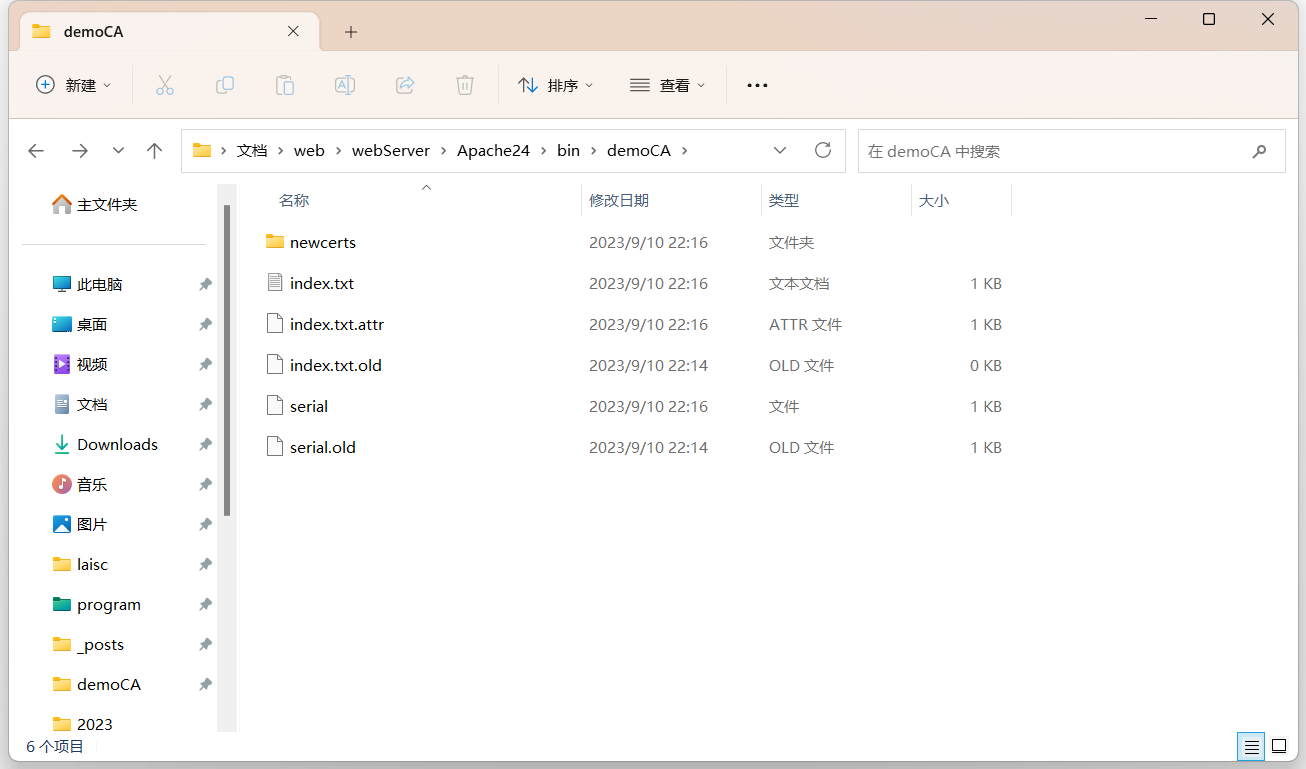 demoCA
新建
排序
查看
文档 web webServer Apache24 bin demoCA
在 demoCA 中搜索
主文件夹
此电脑
桌面
视频
文档
Downloads
音乐
图片
laisc
program
_posts
demoCA
2023
名称 修改日期 类型 大小
newcerts 2023/9/10 22:16 文件夹
index.txt 2023/9/10 22:16 文本文档 1 KB
index.txt.attr 2023/9/10 22:16 ATTR 文件 1 KB
index.txt.old 2023/9/10 22:14 OLD 文件 0 KB
serial 2023/9/10 22:16 文件 1 KB
serial.old 2023/9/10 22:14 OLD 文件 1 KB
6 个项目